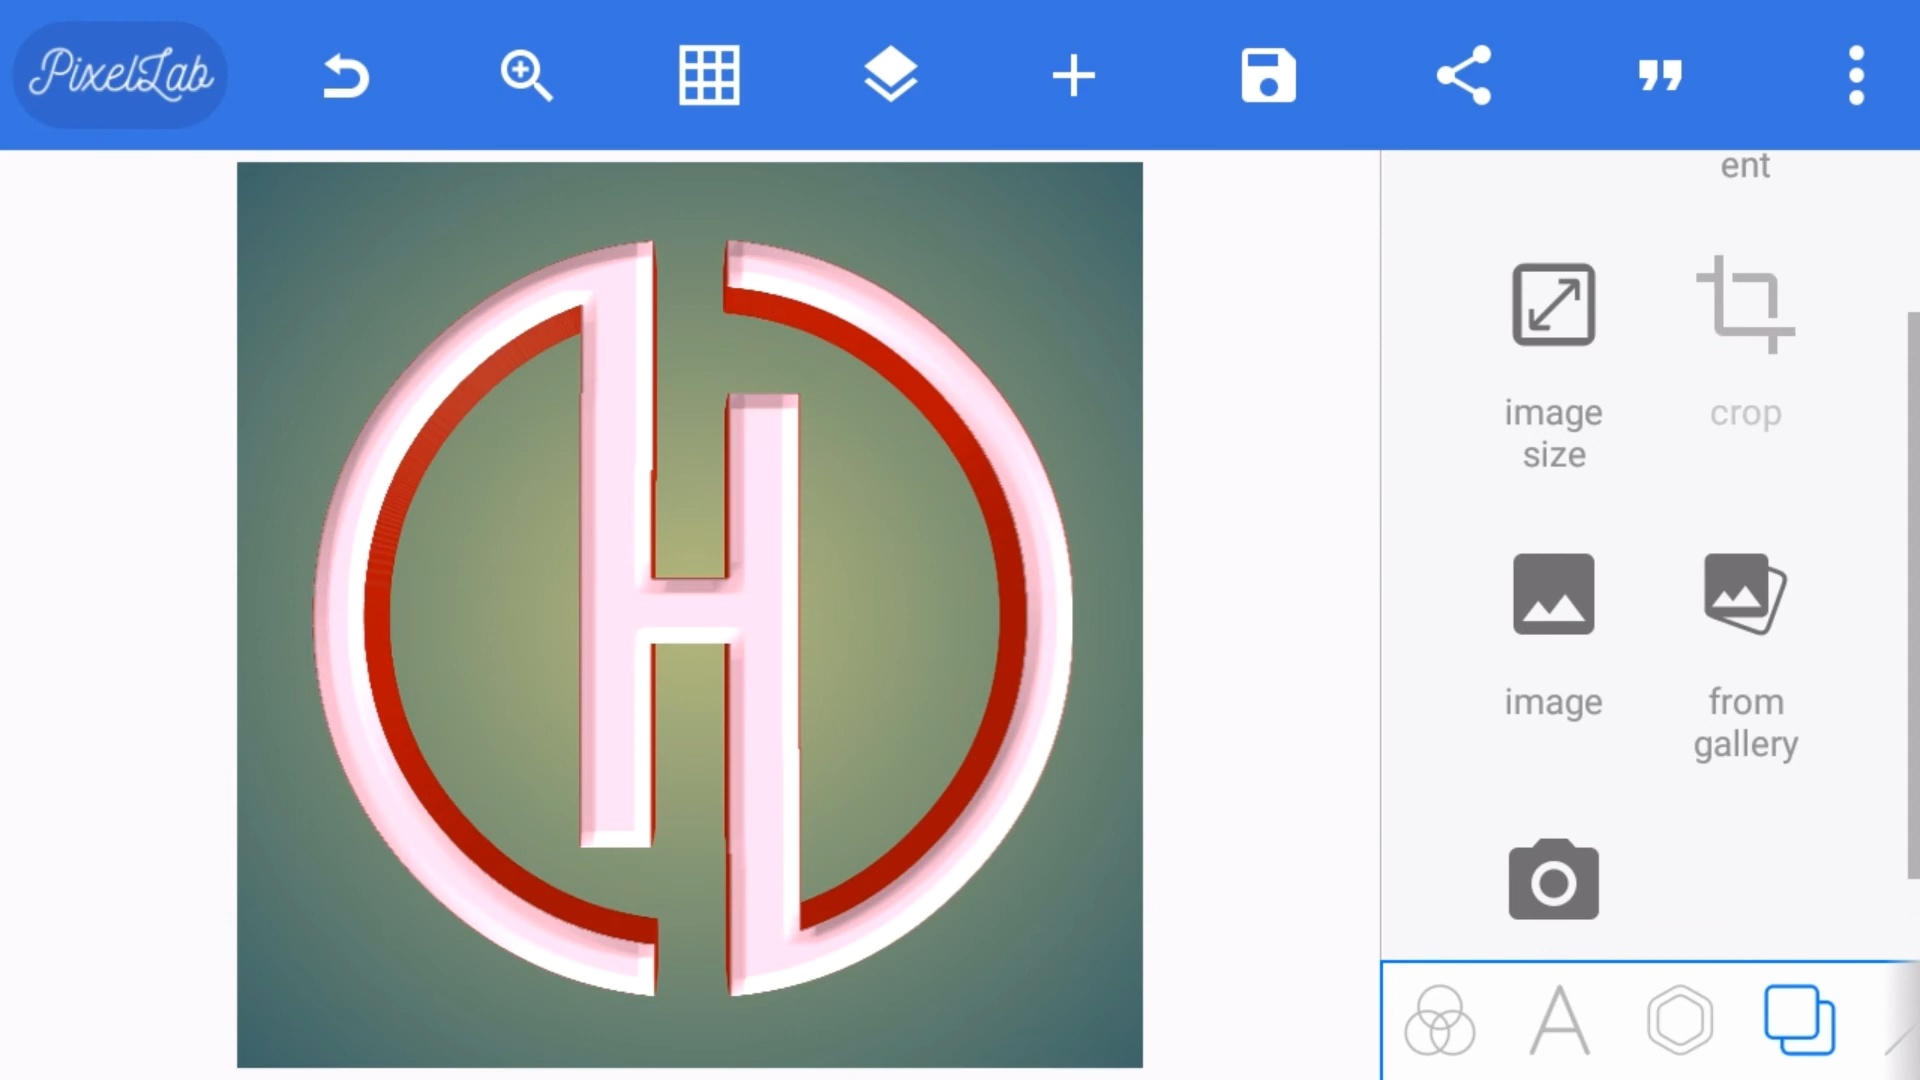 PixelLab
ent
image
size
crop
image
from
gallery
H